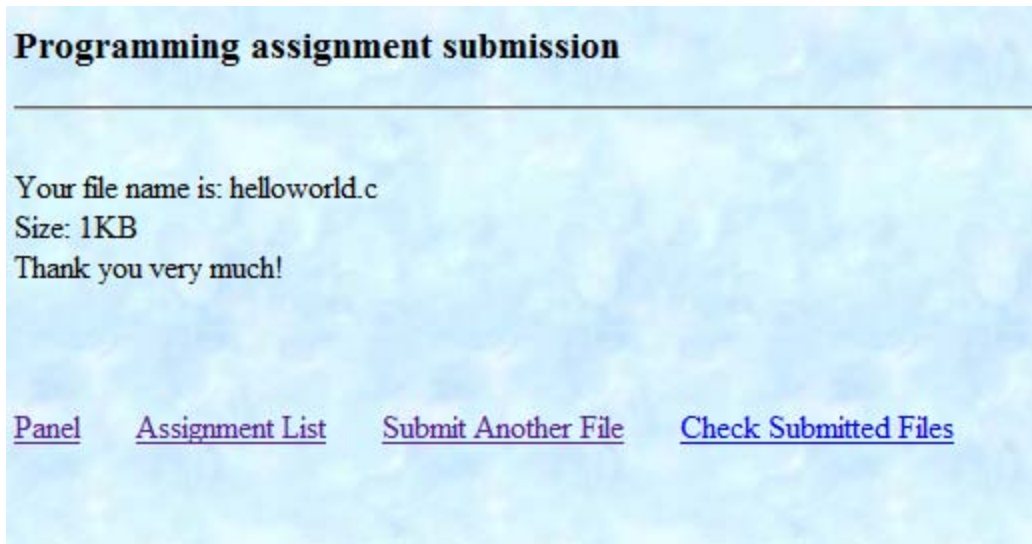 Programming assignment submission
Your file name is: helloworld.c
Size: 1KB
Thank you very much!
Panel Assignment List Submit Another File Check Submitted Files